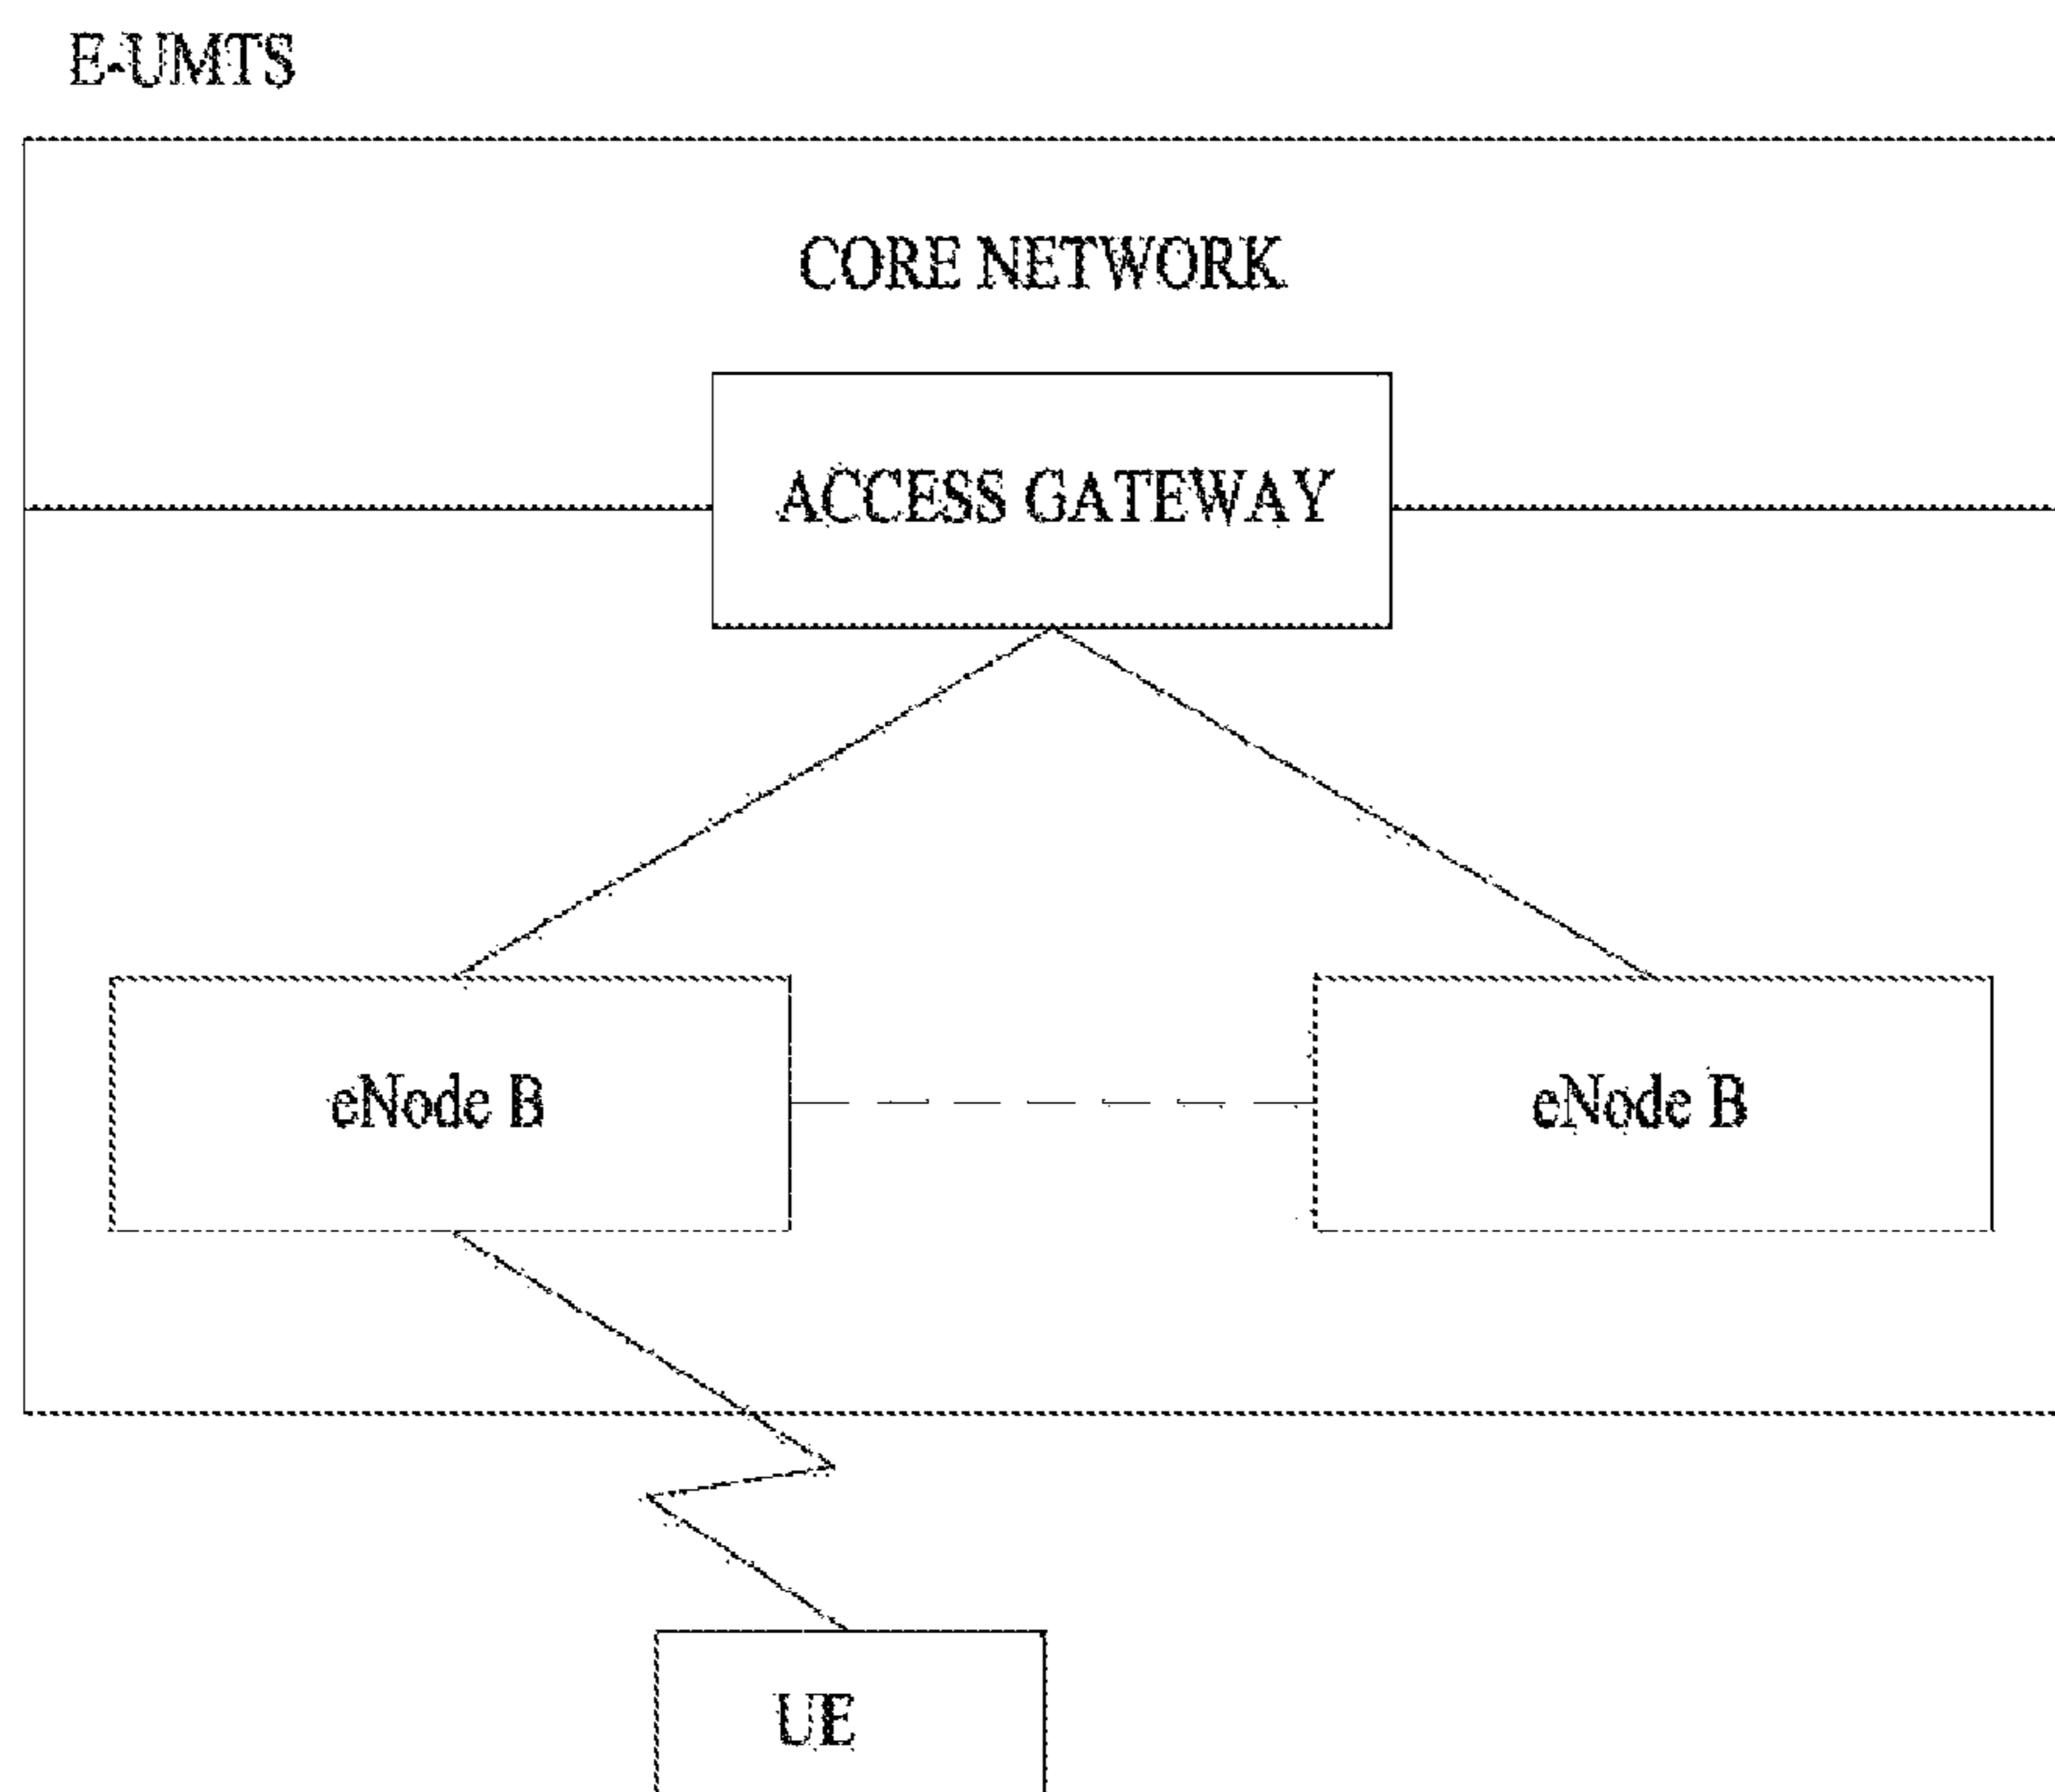 E-UMTS
CORE NETWORK
ACCESS GATEWAY
eNode B
eNode B
UE